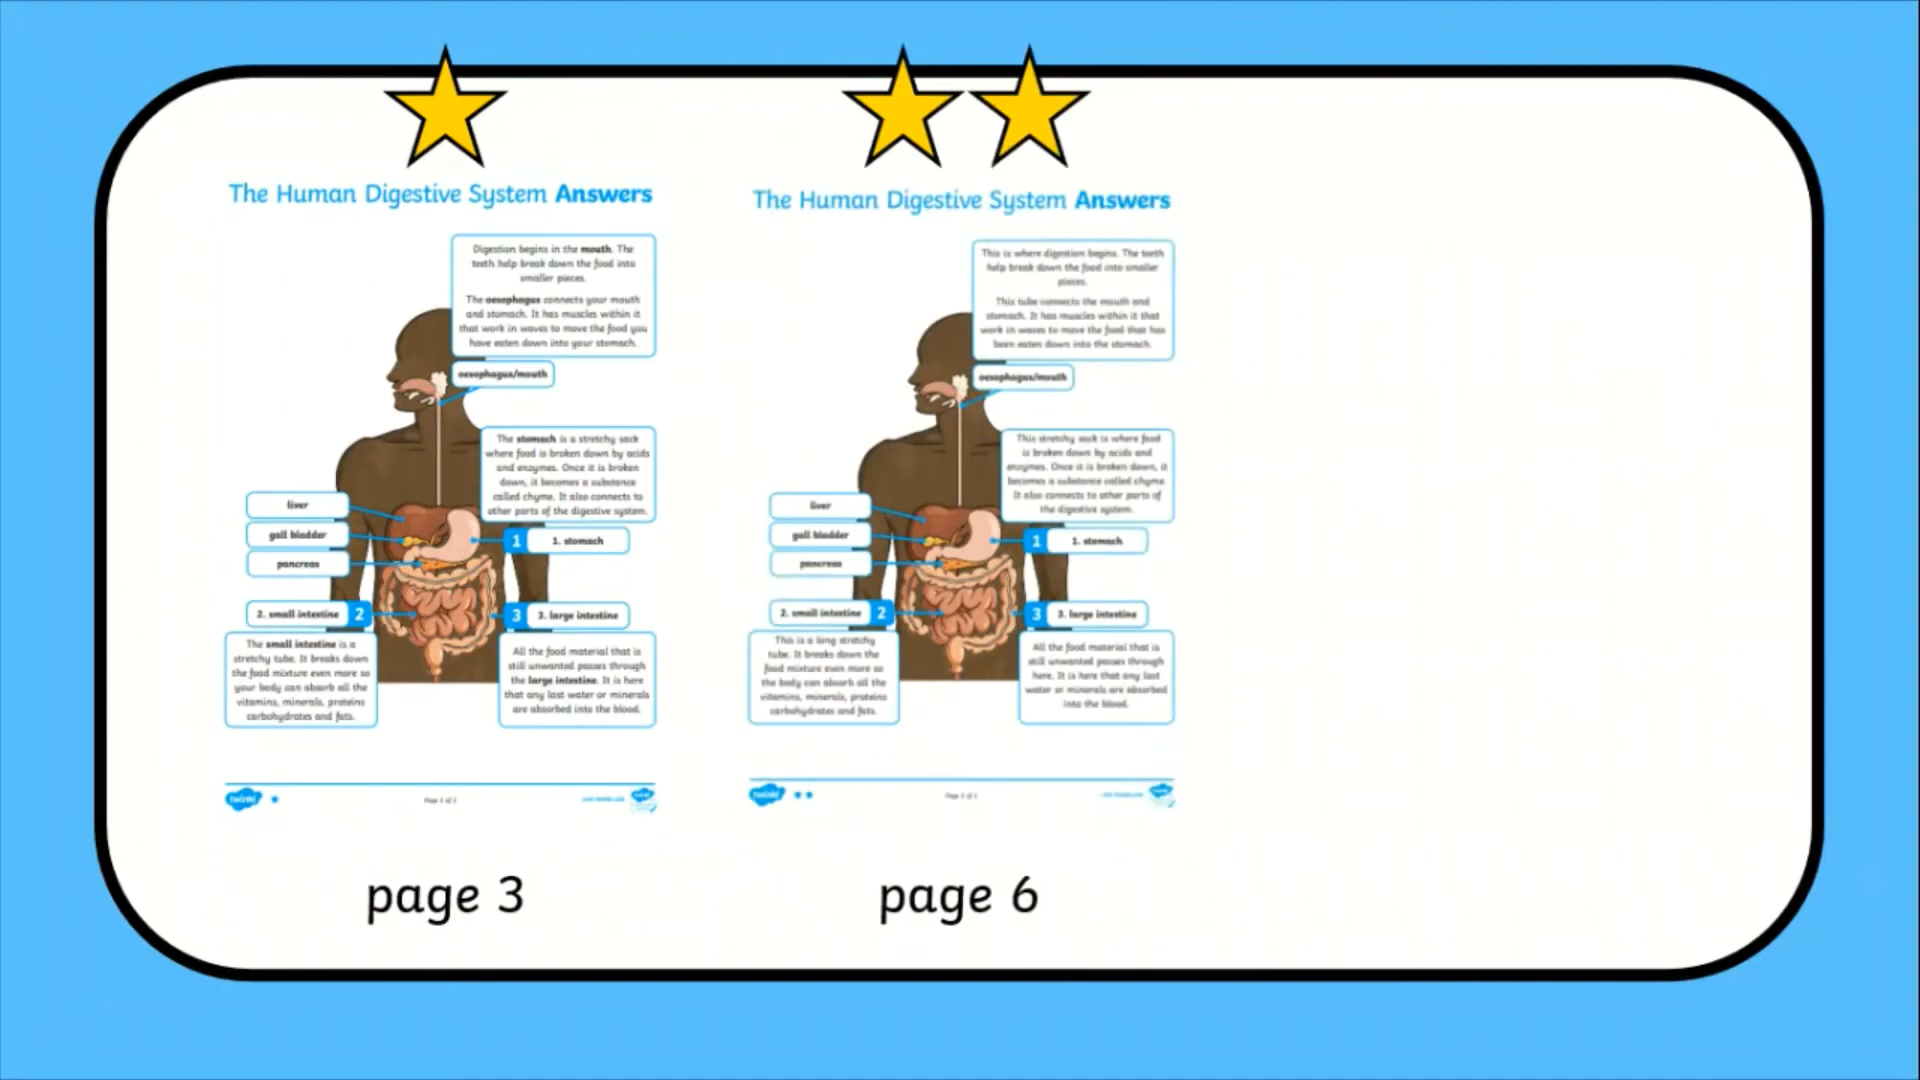 The Human Digestive System Answers
Digestion begins in the mouth. The
teeth help break down the food into
smaller pieces.
The oesophagus connects your mouth
and stomach. It has muscles within it
that work in waves to move the food you
have eaten down into your stomach.
oesophagus/mouth
The stomach is a stretchy sack
where food is broken down by acids
and enzymes. Once it is broken
down, it becomes a substance
called chyme. It also connects to
other parts of the digestive system.
liver
gall bladder
pancreas
1
1. stomach
2. small intestine
2
3
3. large intestine
The small intestine is a
stretchy tube. It breaks down
the food mixture even more so
your body can absorb all the
vitamins, minerals, proteins
carbohydrates and fats.
All the food material that is
still unwanted passes through
the large intestine. It is here
that any last water or minerals
are absorbed into the blood.
twinkl
page 3
The Human Digestive System Answers
This is where digestion begins. The teeth
help break down the food into smaller
pieces.
This tube connects the mouth and
stomach. It has muscles within it that
work in waves to move the food that has
been eaten down into the stomach.
oesophagus/mouth
This stretchy sack is where food
is broken down by acids and
enzymes. Once it is broken down, it
becomes a substance called chyme.
It also connects to other parts of
the digestive system.
liver
gall bladder
pancreas
1
1. stomach
2. small intestine
2
3
3. large intestine
This is a long stretchy
tube. It breaks down the
food mixture even more so
the body can absorb all the
vitamins, minerals, proteins
carbohydrates and fats.
All the food material that is
still unwanted passes through
here. It is here that any last
water or minerals are absorbed
into the blood.
twinkl
page 6